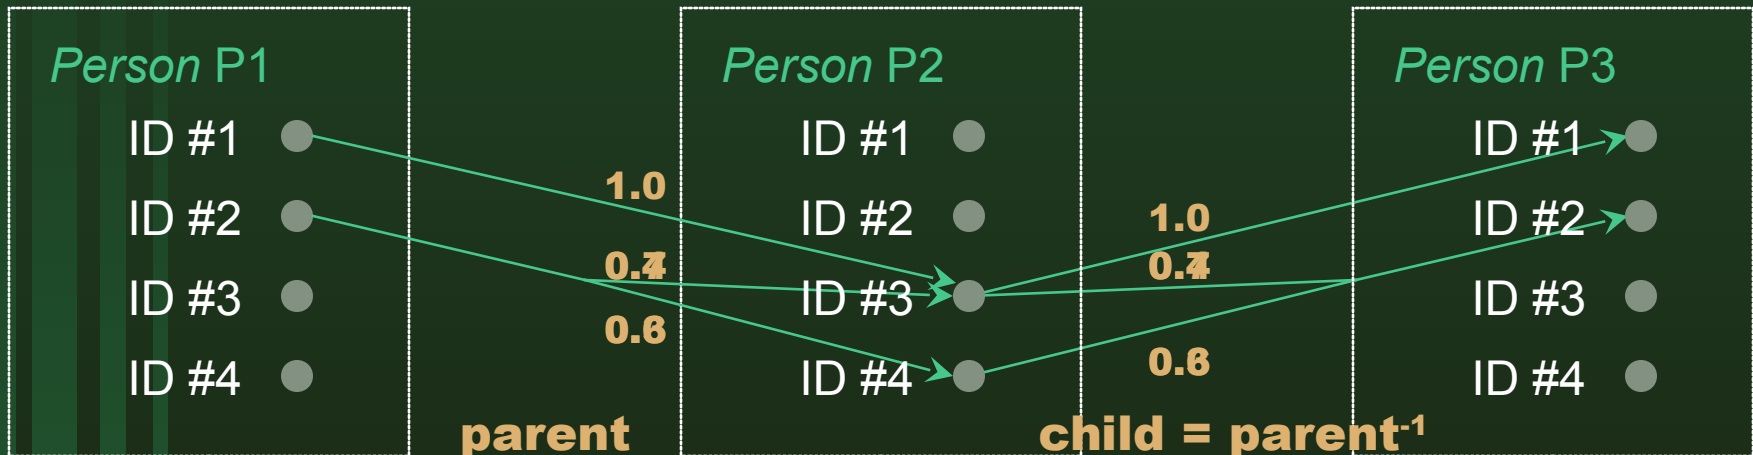 Person P1
ID #1
ID #2
ID #3
ID #4
1.0
parent
Person P2
ID #1
ID #2
ID #3
ID #4
1.0
child = parent-1
Person P3
ID #1
ID #2
ID #3
ID #4